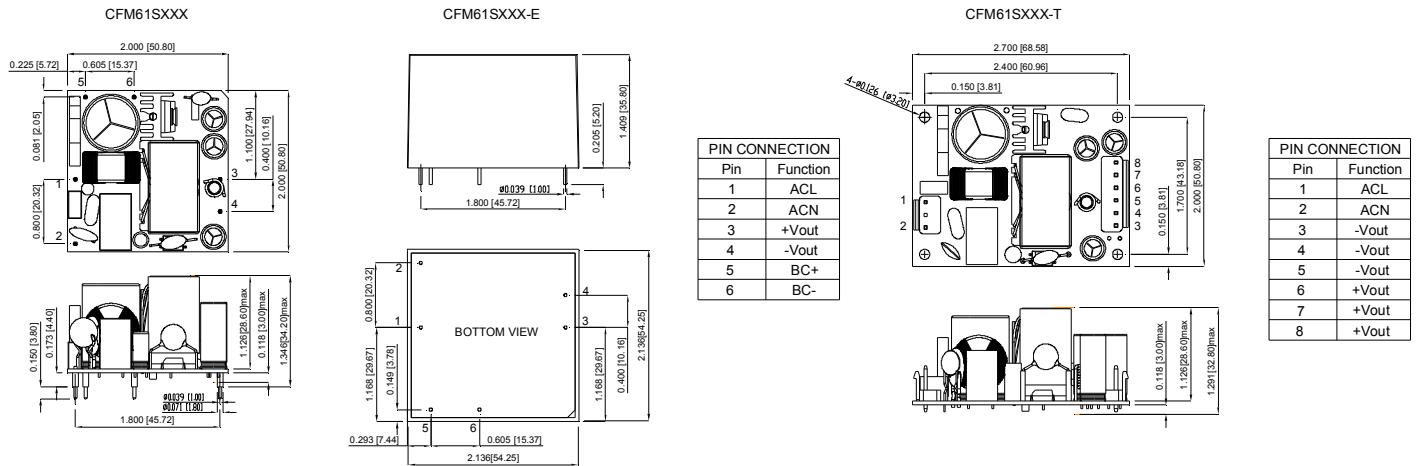 CFM61SXXX
2.000 [50.80]
0.225 [5.72]
0.605 [15.37]
5
6
0.081 [2.05]
0.800 [20.32]
1
2
3
4
1.100 [27.94]
0.400 [10.16]
2.000 [50.80]
0.150 [3.80]
0.173 [4.40]
1.126[28.60]max
0.118 [3.00]max
1.346[34.20]max
ø0.039 [1.00]
ø0.071 [1.80]
1.800 [45.72]
CFM61SXXX-E
0.205 [5.20]
1.409 [35.80]
ø0.039 [1.00]
1.800 [45.72]
2
1
4
3
BOTTOM VIEW
0.800 [20.32]
1.168 [29.67]
0.149 [3.78]
1.168 [29.67]
0.400 [10.16]
2.136[54.25]
5
6
0.293 [7.44]
0.605 [15.37]
2.136[54.25]
PIN CONNECTION
Pin Function
1 ACL
2 ACN
3 +Vout
4 -Vout
5 BC+
6 BC-
CFM61SXXX-T
2.700 [68.58]
2.400 [60.96]
4-ø0.126 [ø3.20]
0.150 [3.81]
1
2
8
7
6
5
4
3
0.150 [3.81]
1.700 [43.18]
2.000 [50.80]
0.118 [3.00]max
1.126[28.60]max
1.291[32.80]max
PIN CONNECTION
Pin Function
1 ACL
2 ACN
3 -Vout
4 -Vout
5 -Vout
6 +Vout
7 +Vout
8 +Vout